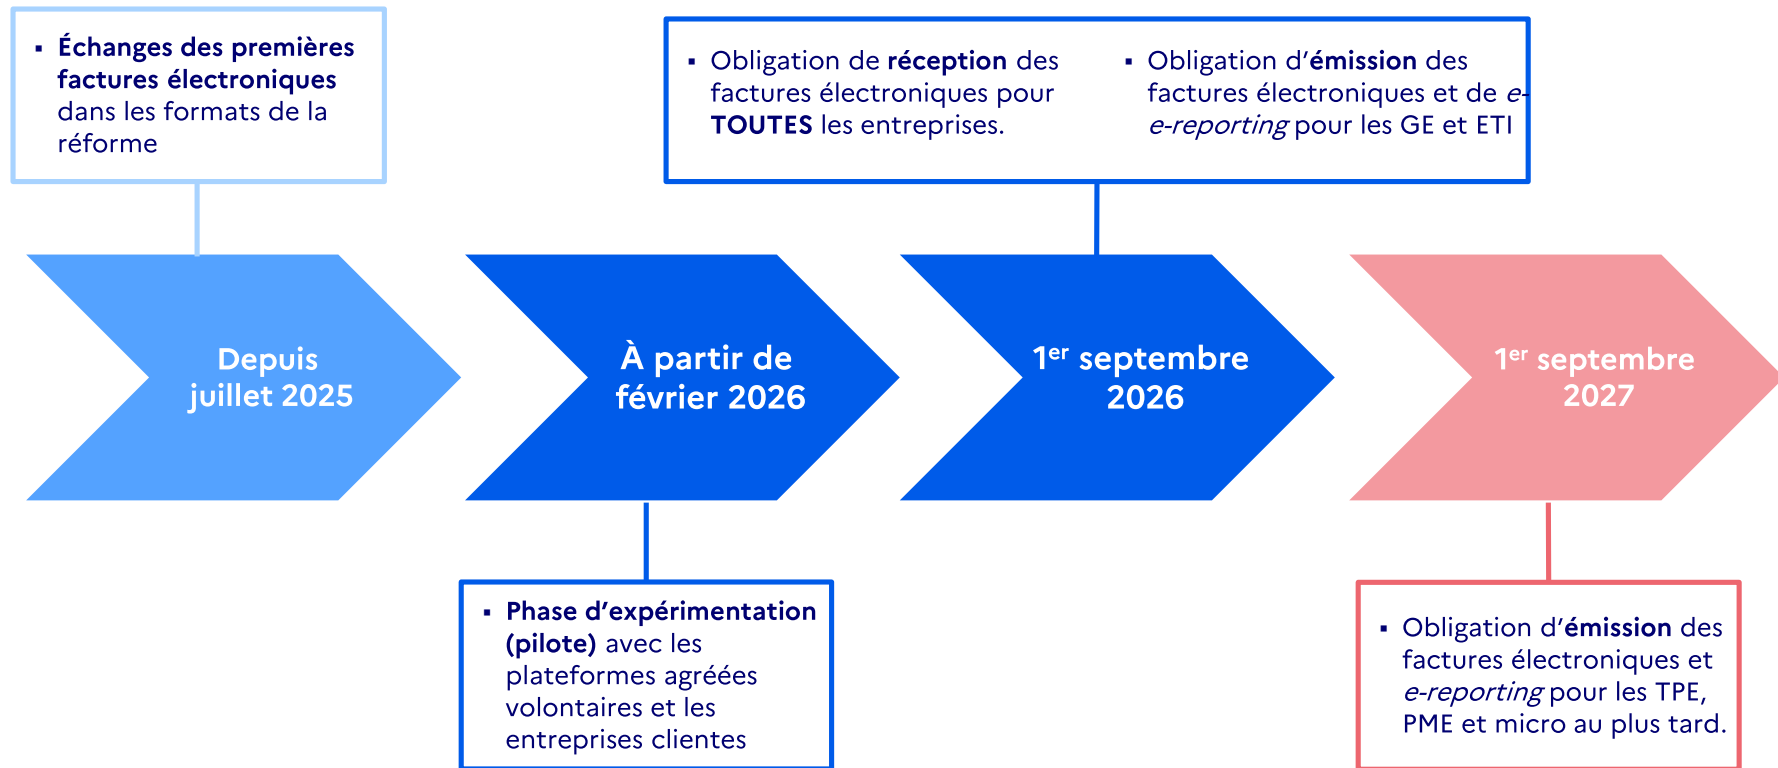 ▪ Échanges des premières
factures électroniques
dans les formats de la
réforme
▪ Obligation de réception des
factures électroniques pour
TOUTES les entreprises.
▪ Obligation d’émission des
factures électroniques et de e-
e-reporting pour les GE et ETI
Depuis
juillet 2025
À partir de
février 2026
1er septembre
2026
1er septembre
2027
▪ Phase d’expérimentation
(pilote) avec les
plateformes agréées
volontaires et les
entreprises clientes
▪ Obligation d’émission des
factures électroniques et
e-reporting pour les TPE,
PME et micro au plus tard.